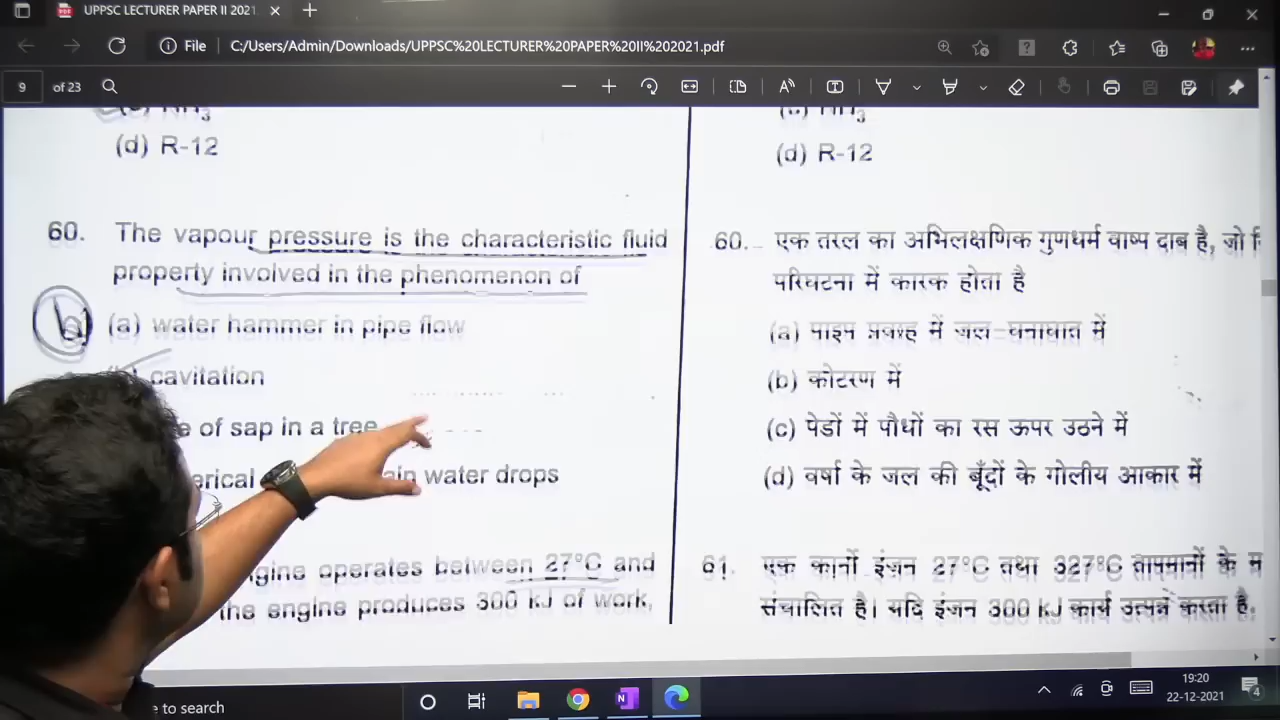 UPPSC LECTURER PAPER II 2021
File C:/Users/Admin/Downloads/UPPSC%20LECTURER%20PAPER%20II%202021.pdf
9 of 23
(d) R-12
60. The vapour pressure is the characteristic fluid
property involved in the phenomenon of
(a) water hammer in pipe flow
cavitation
of sap in a tree
water drops
operates between 27°C and
the engine produces 300 kJ of work,
(d) R-12
60. एक तरल का अभिलक्षणिक गुणधर्म वाष्प दाब है, जो
परिघटना में कारक होता है
(a) पाइप प्रवाह में जल-घनाघात में
(b) कोटरण में
(c) पेडों में पौधों का रस ऊपर उठने में
(d) वर्षा के जल की बूँदों के गोलीय आकार में
61. एक कार्नो इंजन 27°C तथा 327°C तापमानों के
संचालित है। यदि इंजन 300 kJ कार्य उत्पन्न करता है,
to search
19:20
22-12-2021
4